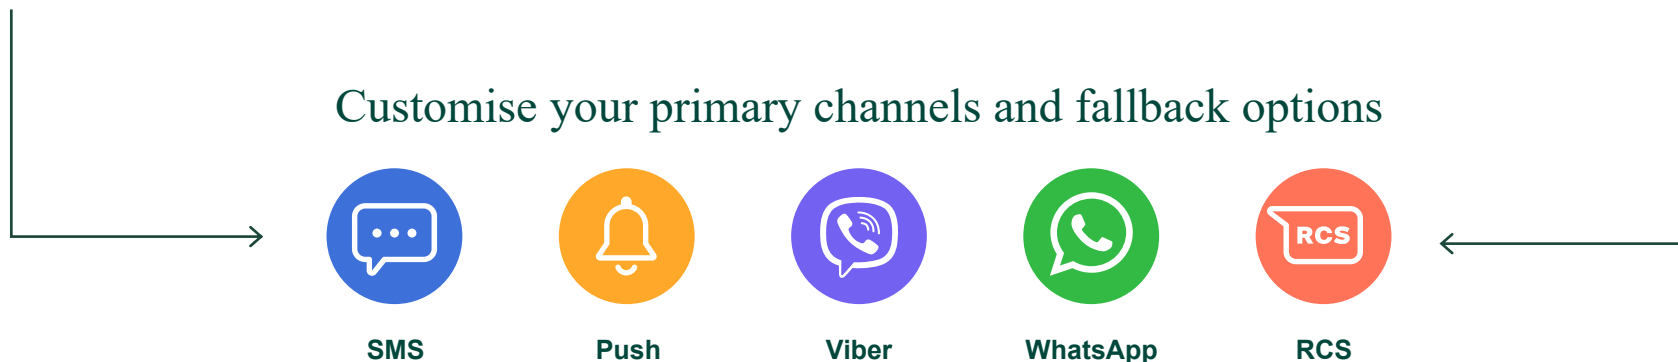 Customise your primary channels and fallback options
RCS
SMS Push Viber WhatsApp RCS